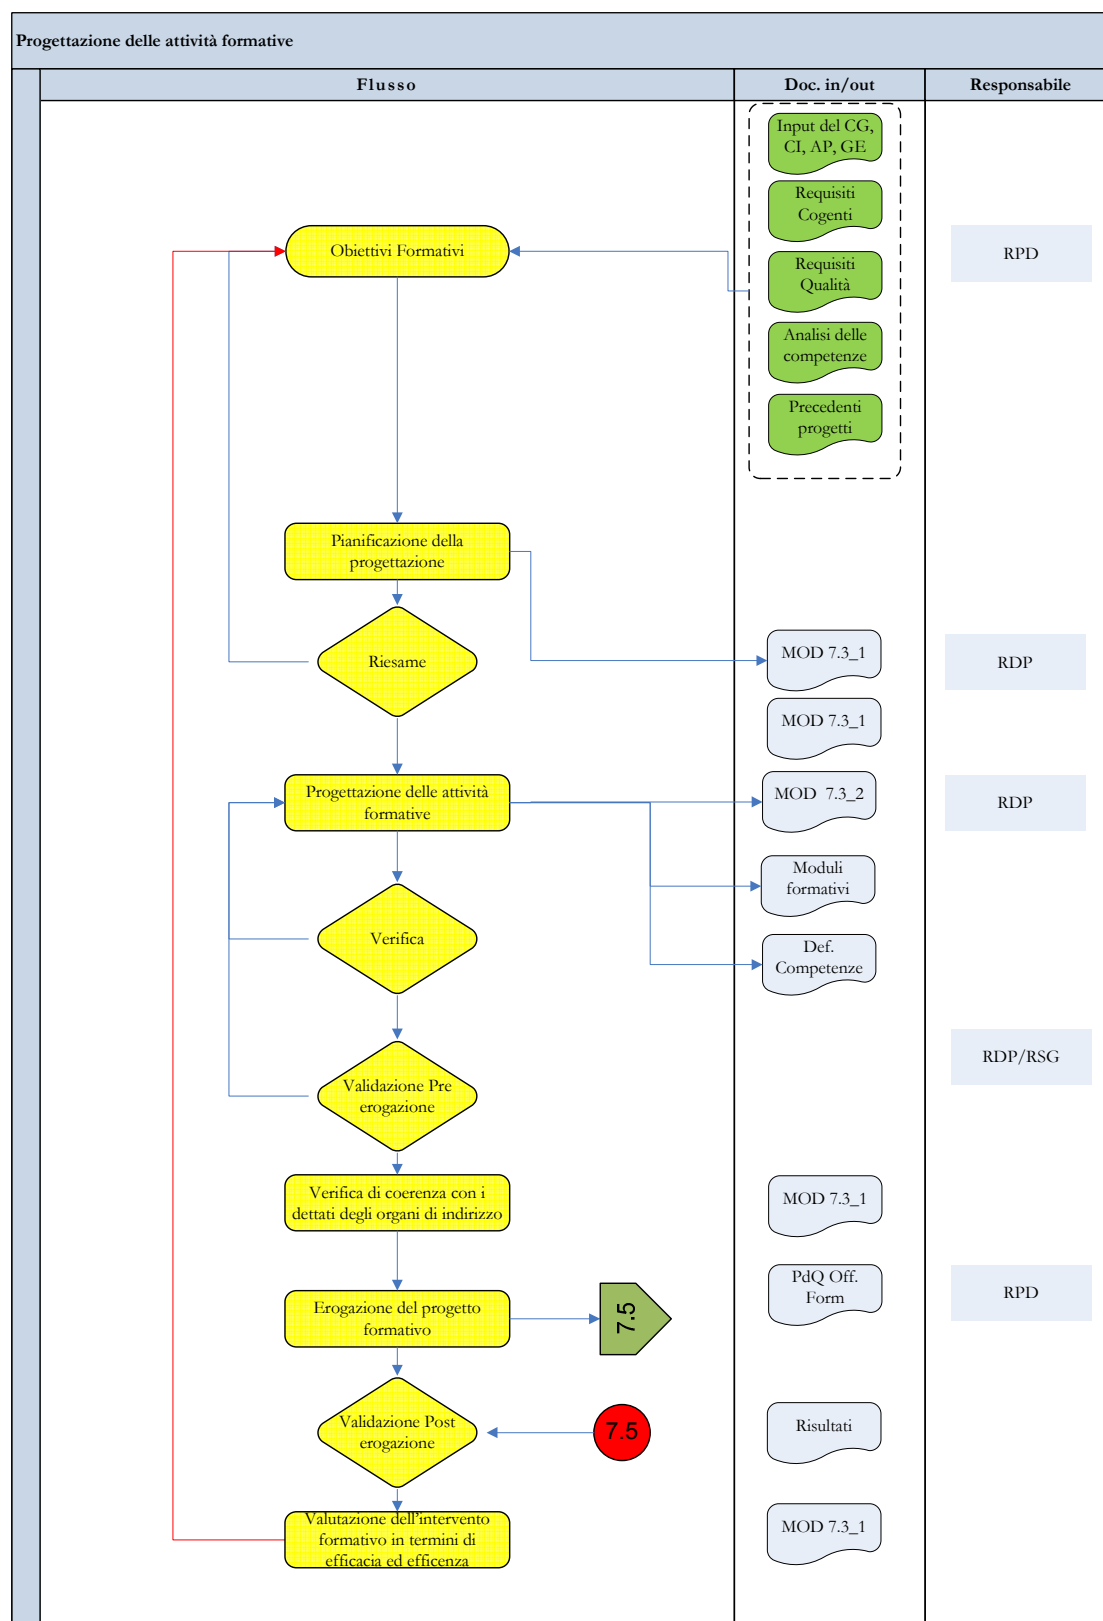 Progettazione delle attività formative
Flusso
Doc. in/out
Responsabile
Input del CG,
CI, AP, GE
Requisiti
Cogenti
Obiettivi Formativi
RPD
Requisiti
Qualità
Analisi delle
competenze
Precedenti
progetti
Pianificazione della
progettazione
Riesame
MOD 7.3_1
RDP
MOD 7.3_1
Progettazione delle attività
formative
MOD 7.3_2
RDP
Moduli
formativi
Verifica
Def.
Competenze
RDP/RSG
Validazione Pre
erogazione
Verifica di coerenza con i
dettati degli organi di indirizzo
MOD 7.3_1
Erogazione del progetto
formativo
7.5
PdQ Off.
Form
RPD
Validazione Post
erogazione
7.5
Risultati
Valutazione dell'intervento
formativo in termini di
efficacia ed efficenza
MOD 7.3_1